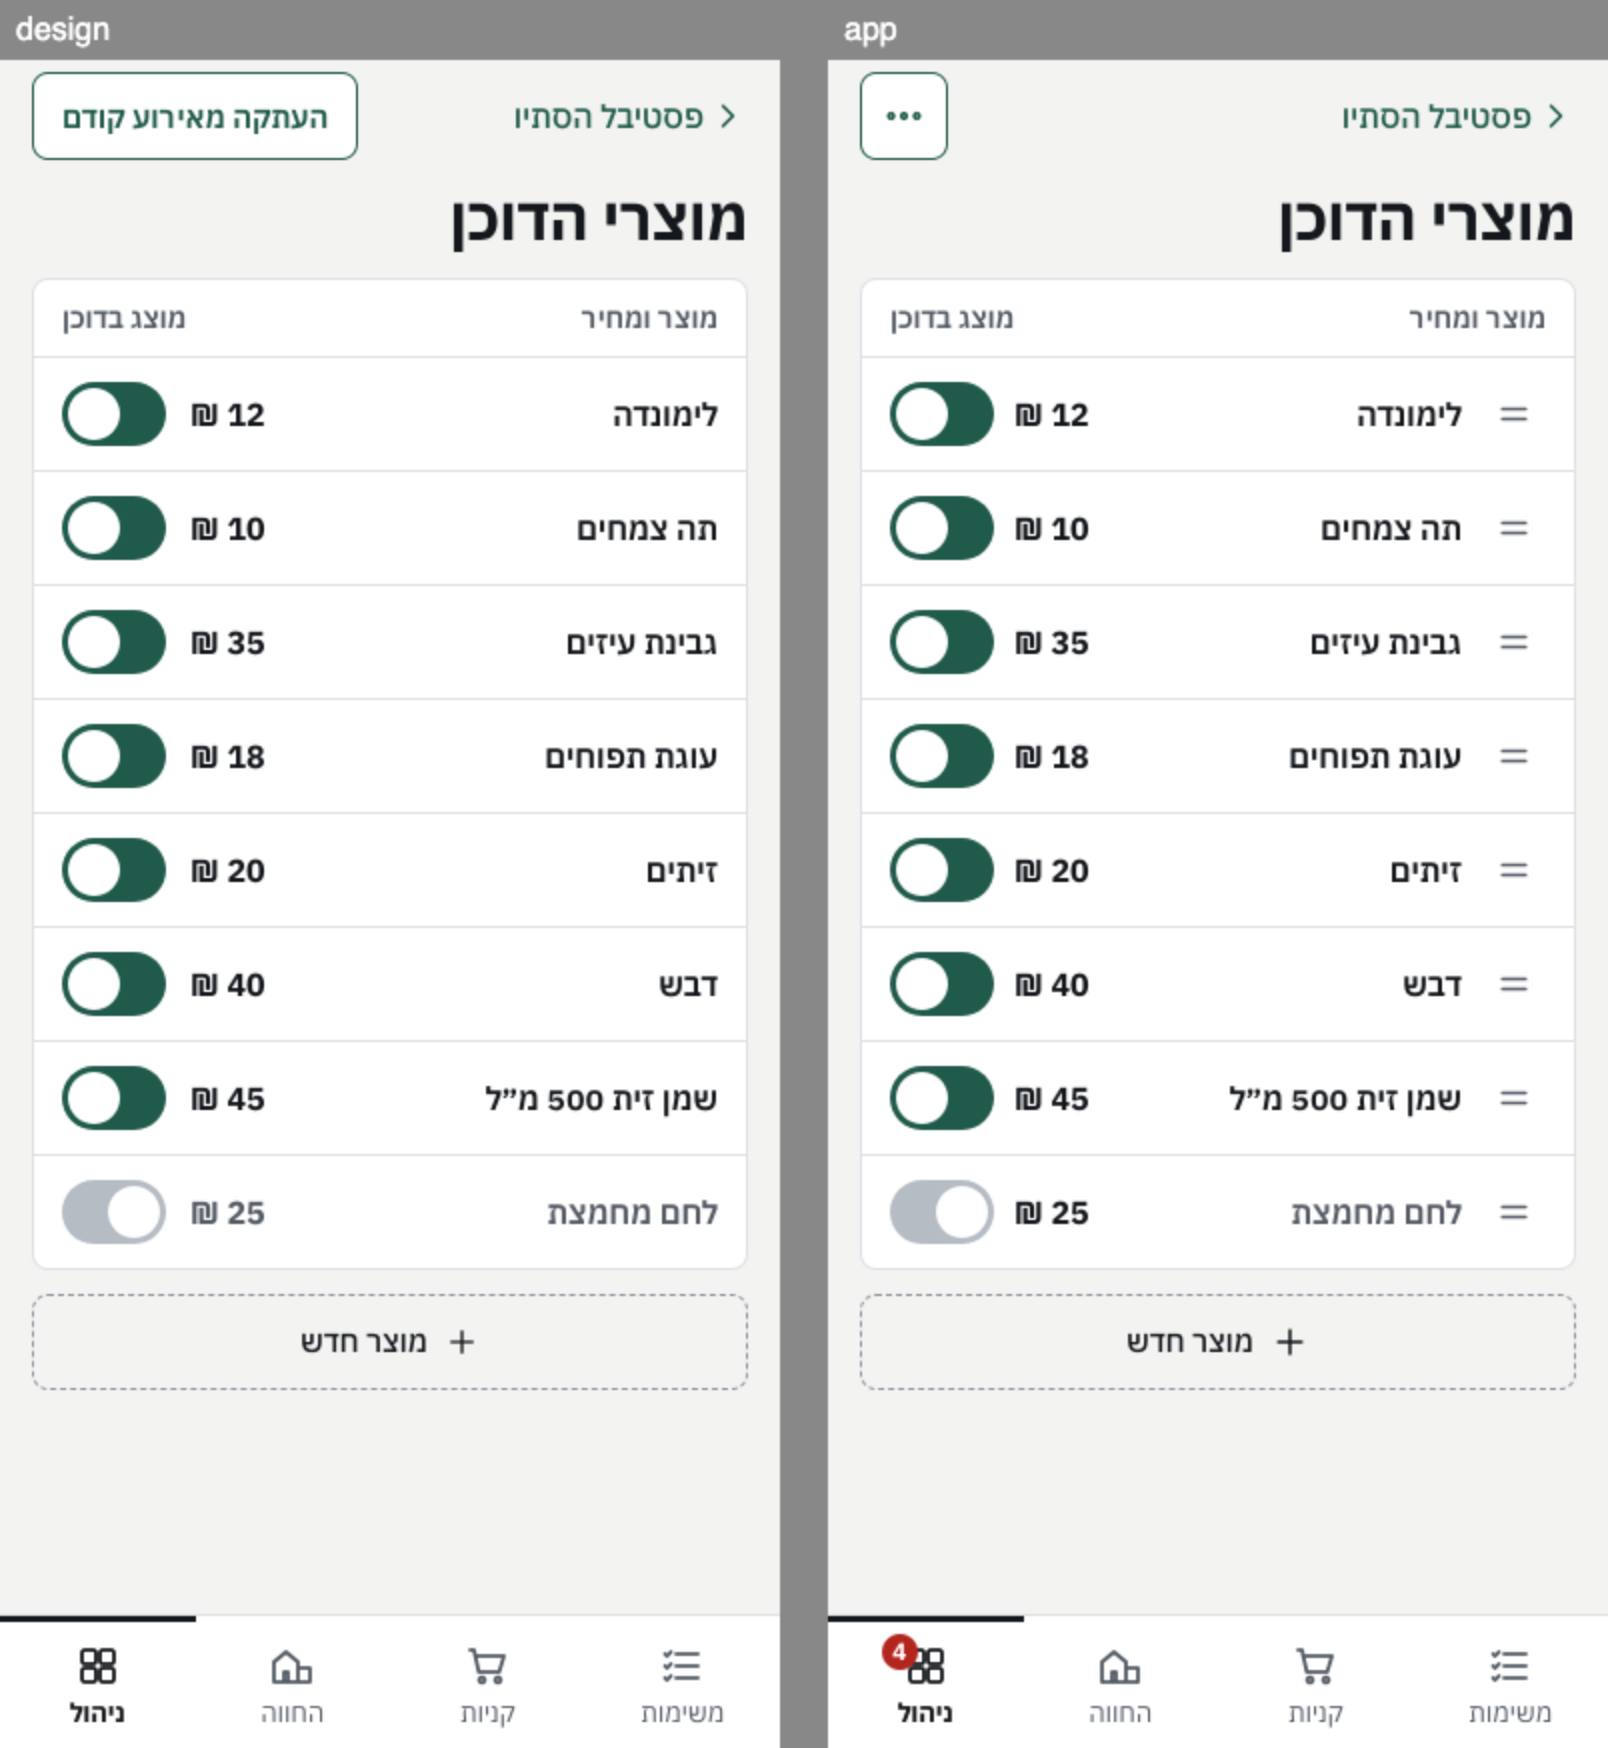 design
פסטיבל הסתיו
העתקה מאירוע קודם
מוצרי הדוכן
מוצר ומחיר
מוצג בדוכן
לימונדה
12 ₪
תה צמחים
10 ₪
גבינת עיזים
35 ₪
עוגת תפוחים
18 ₪
זיתים
20 ₪
דבש
40 ₪
שמן זית 500 מ”ל
45 ₪
לחם מחמצת
25 ₪
+ מוצר חדש
משימות
קניות
החווה
ניהול
app
פסטיבל הסתיו
מוצרי הדוכן
מוצר ומחיר
מוצג בדוכן
לימונדה
12 ₪
תה צמחים
10 ₪
גבינת עיזים
35 ₪
עוגת תפוחים
18 ₪
זיתים
20 ₪
דבש
40 ₪
שמן זית 500 מ”ל
45 ₪
לחם מחמצת
25 ₪
+ מוצר חדש
משימות
קניות
החווה
4
ניהול